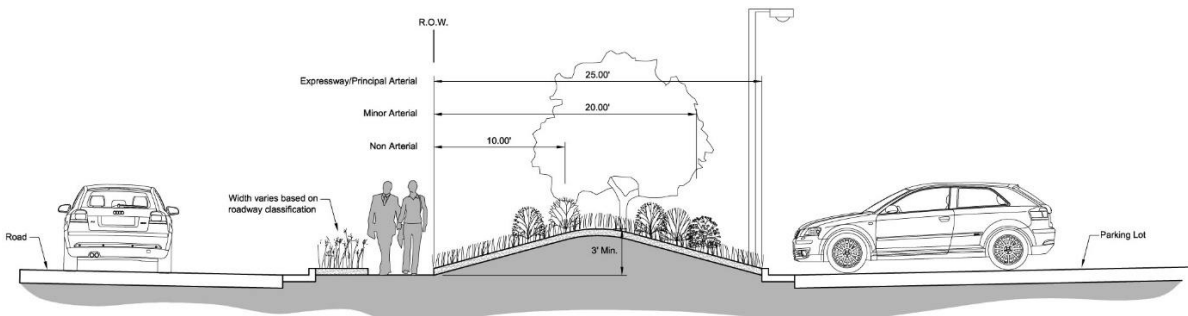 R.O.W.
Expressway/Principal Arterial
25.00'
Minor Arterial
20.00'
Non Arterial
10.00'
Width varies based on
roadway classification
Road
3' Min.
Parking Lot